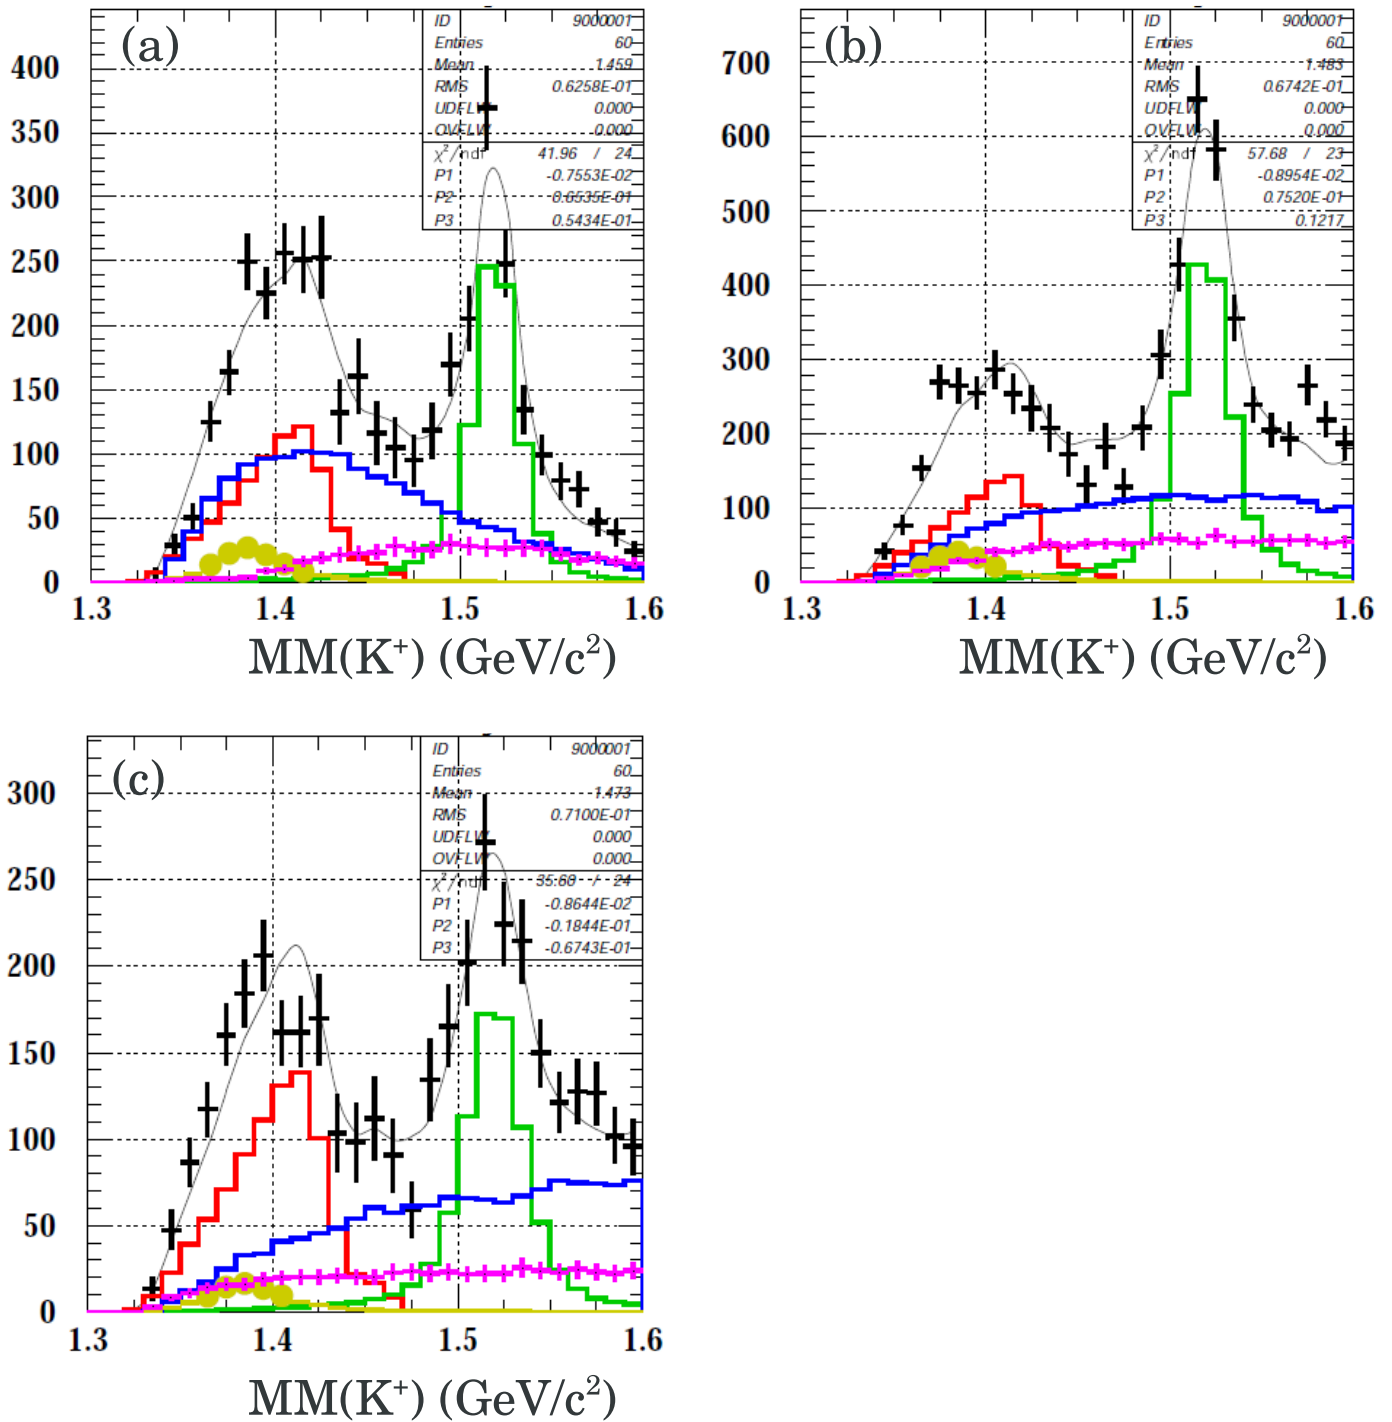 (a)
ID 9000001
Entries 60
Mean 1.459
RMS 0.6258E-01
UDFLW 0.000
OVFLW 0.000
χ²/ndf 41.96 / 24
P1 -0.7553E-02
P2 0.6535E-01
P3 0.5434E-01
400
350
300
250
200
150
100
50
0
1.3 1.4 1.5 1.6
MM(K⁺) (GeV/c²)
(b)
ID 9000001
Entries 60
Mean 1.483
RMS 0.6742E-01
UDFLW 0.000
OVFLW 0.000
χ²/ndf 57.68 / 23
P1 -0.8954E-02
P2 0.7520E-01
P3 0.1217
700
600
500
400
300
200
100
0
1.3 1.4 1.5 1.6
MM(K⁺) (GeV/c²)
(c)
ID 9000001
Entries 60
Mean 1.473
RMS 0.7100E-01
UDFLW 0.000
OVFLW 0.000
χ²/ndf 35.60 / 24
P1 -0.8644E-02
P2 -0.1844E-01
P3 -0.6743E-01
300
250
200
150
100
50
0
1.3 1.4 1.5 1.6
MM(K⁺) (GeV/c²)